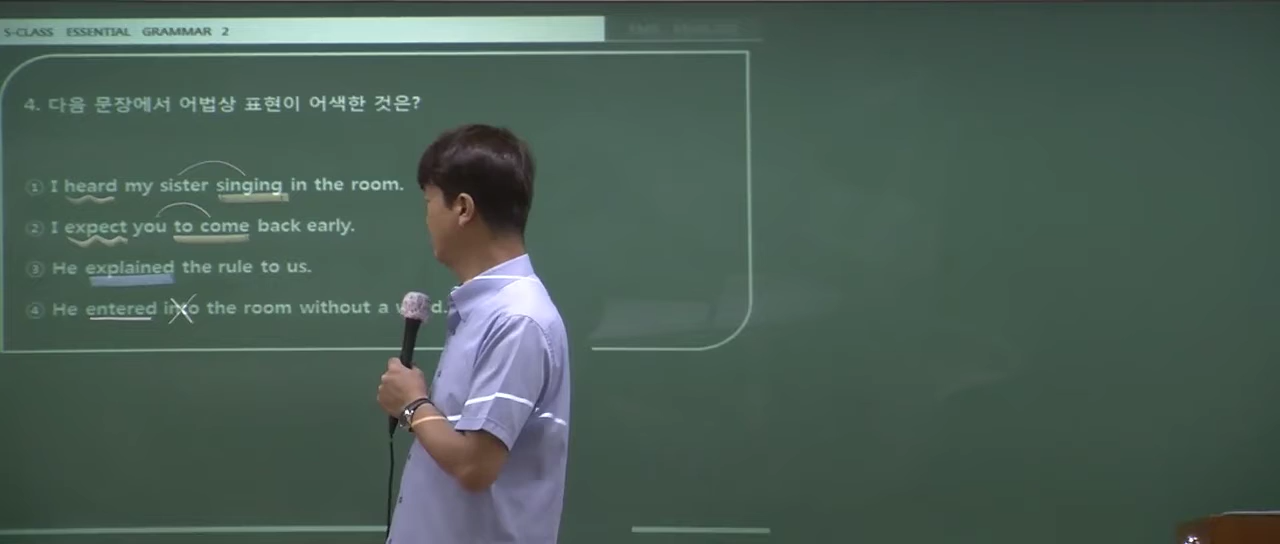 S-CLASS ESSENTIAL GRAMMAR 2
4. 다음 문장에서 어법상 표현이 어색한 것은?
① I heard my sister singing in the room.
② I expect you to come back early.
③ He explained the rule to us.
④ He entered into the room without a